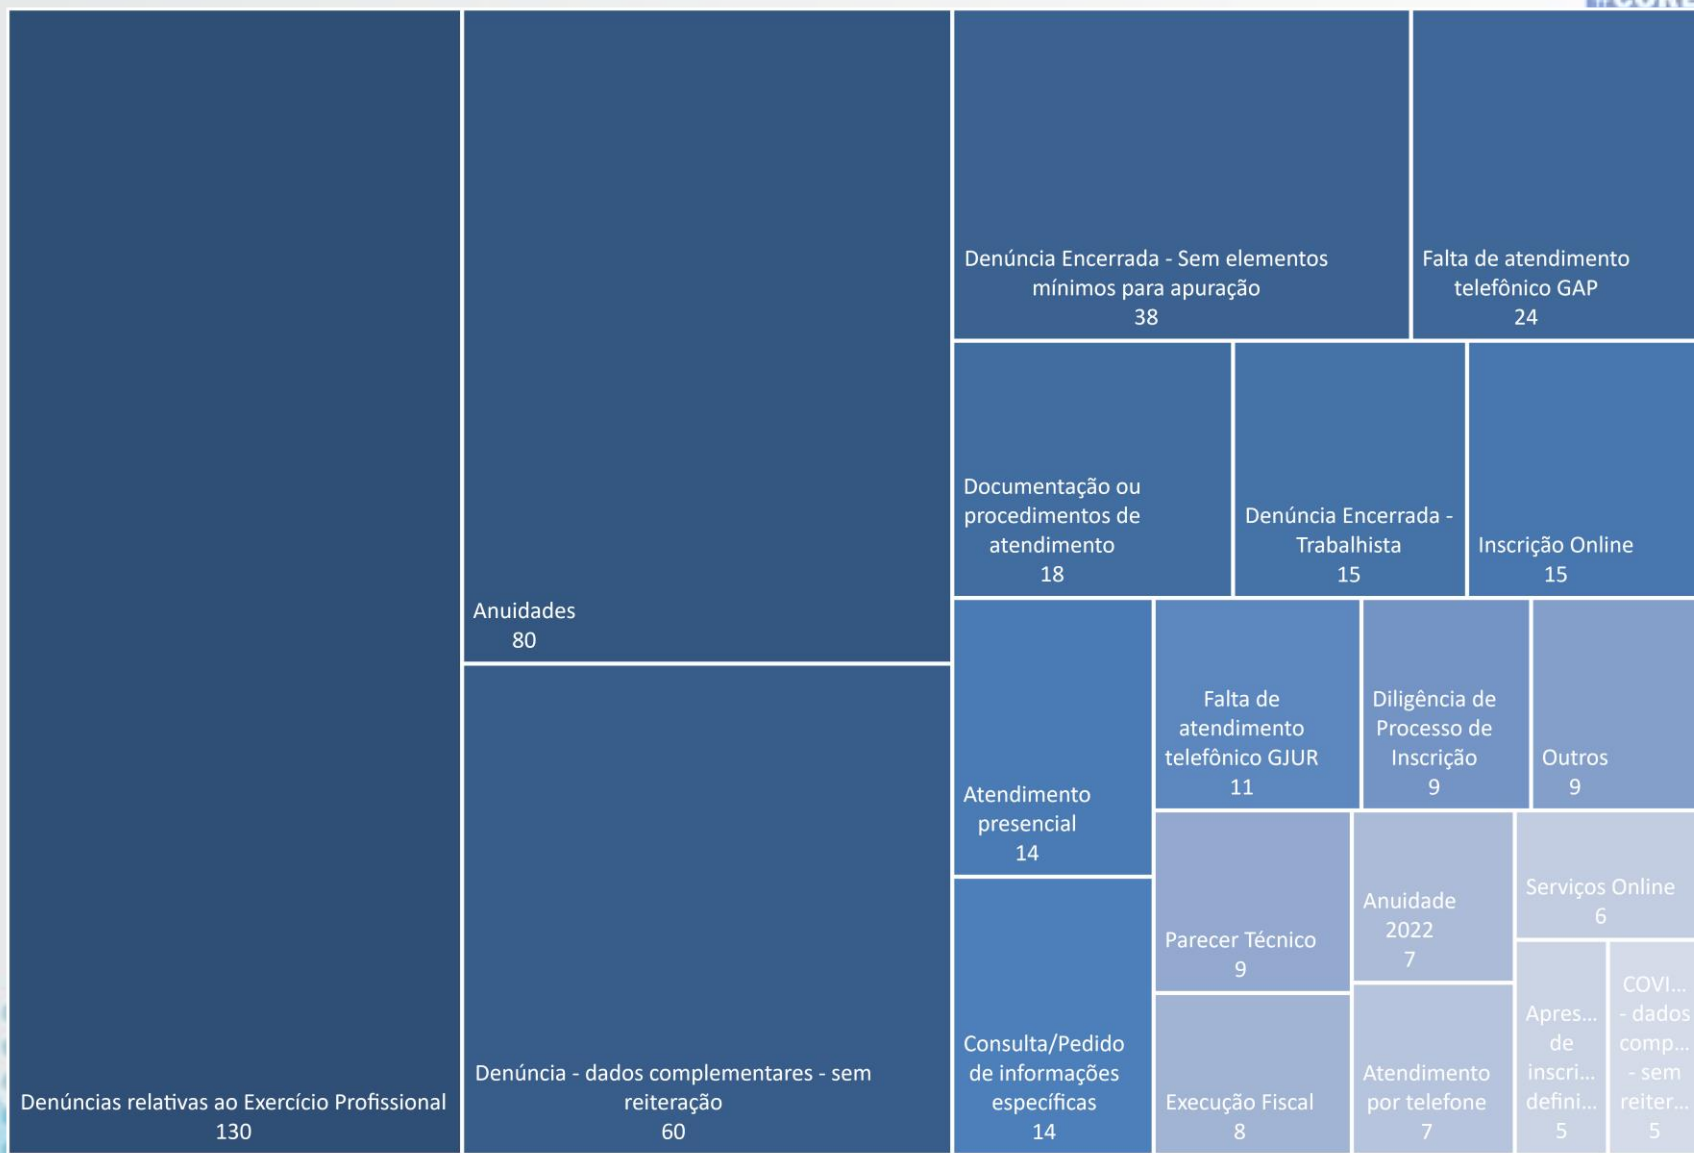 Denúncias relativas ao Exercício Profissional
130
Anuidades
80
Denúncia - dados complementares - sem
reiteração
60
Denúncia Encerrada - Sem elementos
mínimos para apuração
38
Falta de atendimento
telefônico GAP
24
Documentação ou
procedimentos de
atendimento
18
Denúncia Encerrada -
Trabalhista
15
Inscrição Online
15
Atendimento
presencial
14
Consulta/Pedido
de informações
específicas
14
Falta de
atendimento
telefônico GJUR
11
Diligência de
Processo de
Inscrição
9
Outros
9
Parecer Técnico
9
Execução Fiscal
8
Anuidade
2022
7
Atendimento
por telefone
7
Serviços Online
6
Apres...
de
inscri...
defini...
5
COVI...
- dados
comp...
- sem
reiter...
5